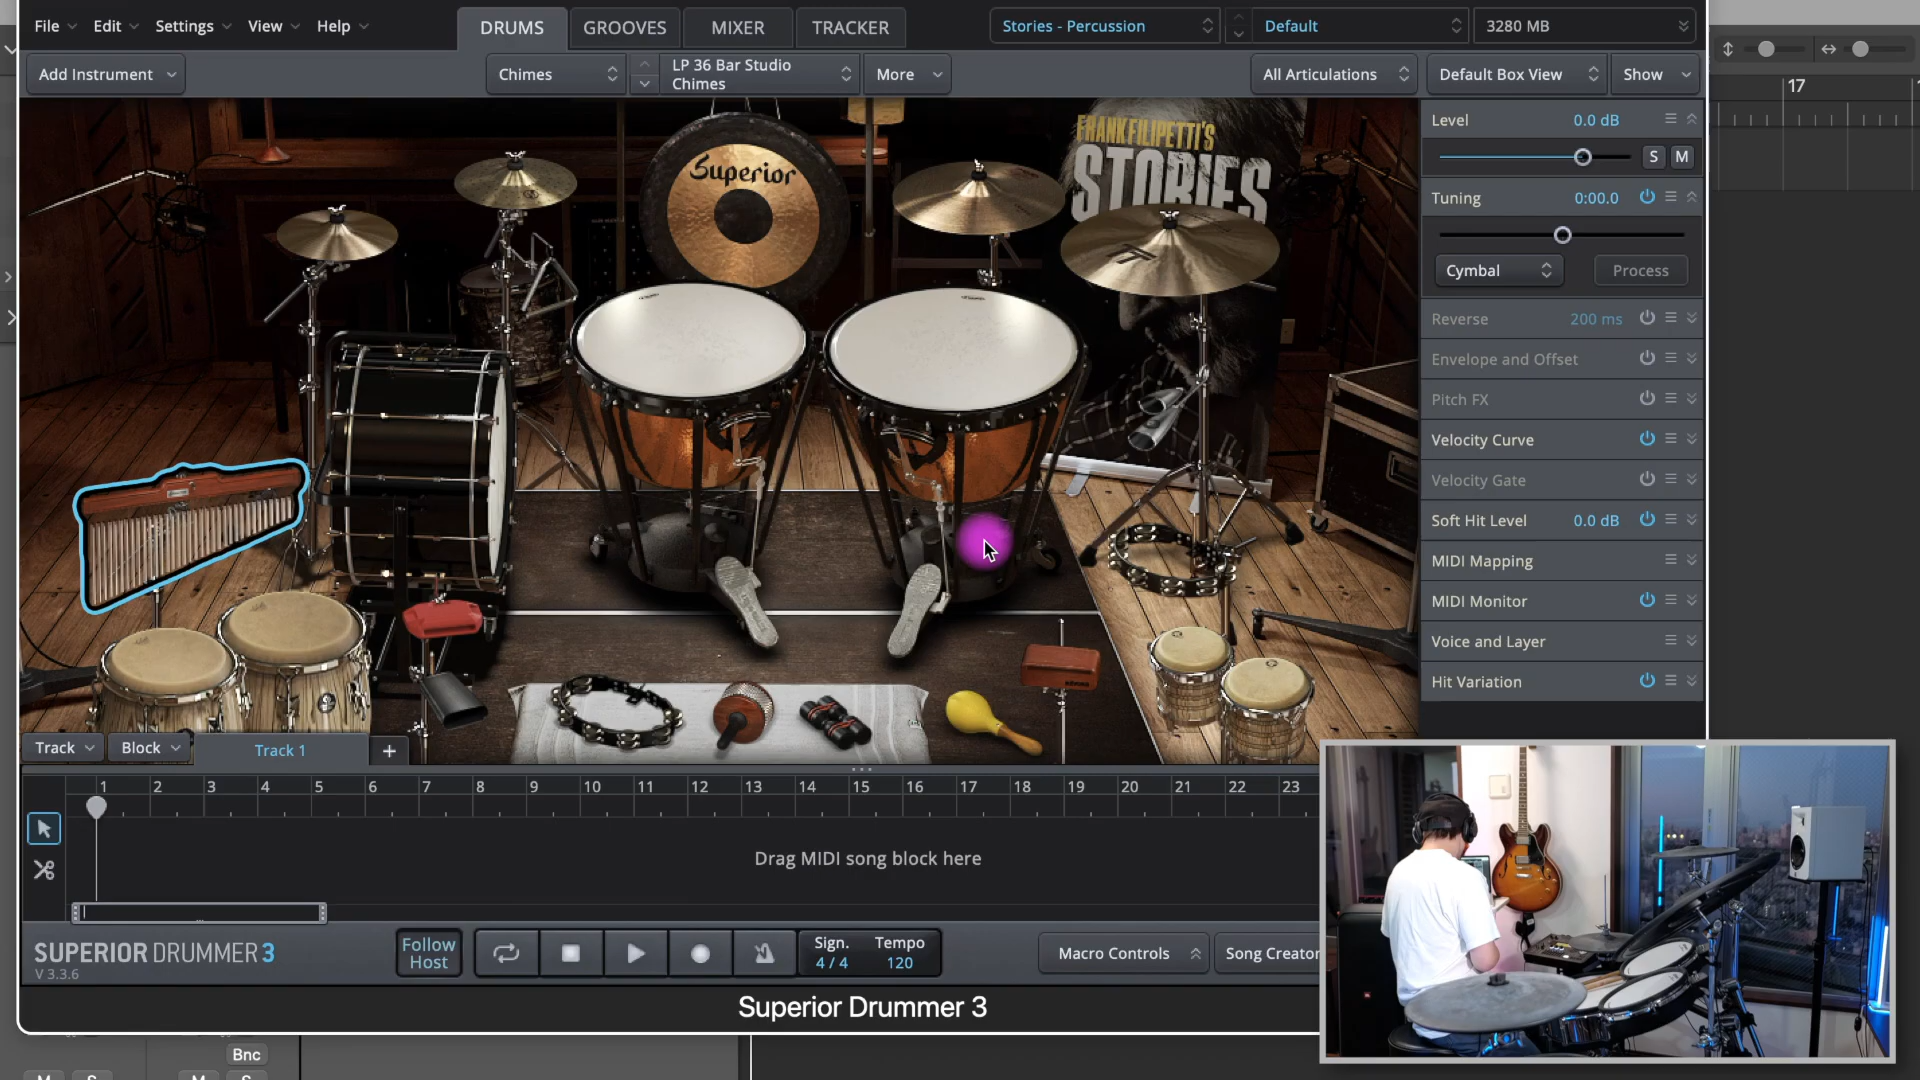 File
Edit
Settings
View
Help
DRUMS
GROOVES
MIXER
TRACKER
Stories - Percussion
Default
3280 MB
Add Instrument
Chimes
LP 36 Bar Studio
Chimes
More
All Articulations
Default Box View
Show
17
Superior
FRANK FILIPETTI'S
STORIES
Level
0.0 dB
S
M
Tuning
0:00.0
Cymbal
Process
Reverse
200 ms
Envelope and Offset
Pitch FX
Velocity Curve
Velocity Gate
Soft Hit Level
0.0 dB
MIDI Mapping
MIDI Monitor
Voice and Layer
Hit Variation
Track
Block
Track 1
+
1 2 3 4 5 6 7 8 9 10 11 12 13 14 15 16 17 18 19 20 21 22 23
Drag MIDI song block here
SUPERIOR DRUMMER 3
V 3.3.6
Follow
Host
Sign.
4 / 4
Tempo
120
Macro Controls
Song Creator
Superior Drummer 3
Bnc